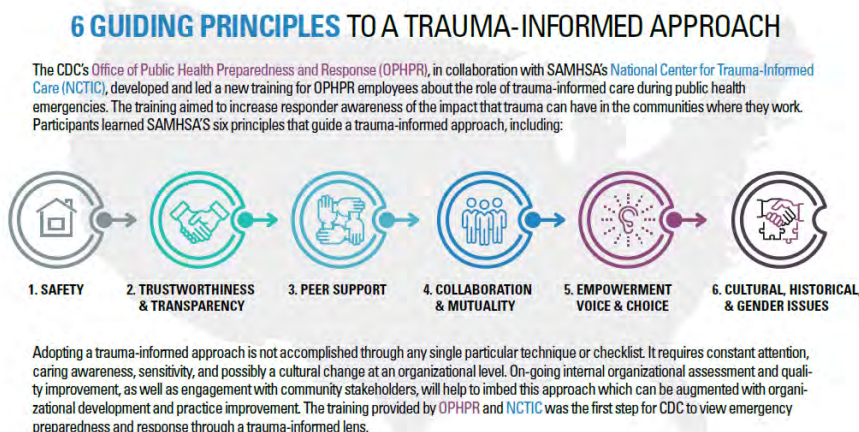 6 GUIDING PRINCIPLES TO A TRAUMA-INFORMED APPROACH
The CDC's Office of Public Health Preparedness and Response (OPHPR), in collaboration with SAMHSA's National Center for Trauma-Informed
Care (NCTIC), developed and led a new training for OPHPR employees about the role of trauma-informed care during public health
emergencies. The training aimed to increase responder awareness of the impact that trauma can have in the communities where they work.
Participants learned SAMHSA'S six principles that guide a trauma-informed approach, including:
1. SAFETY
2. TRUSTWORTHINESS
& TRANSPARENCY
3. PEER SUPPORT
4. COLLABORATION
& MUTUALITY
5. EMPOWERMENT
VOICE & CHOICE
6. CULTURAL, HISTORICAL,
& GENDER ISSUES
Adopting a trauma-informed approach is not accomplished through any single particular technique or checklist. It requires constant attention,
caring awareness, sensitivity, and possibly a cultural change at an organizational level. On-going internal organizational assessment and quali-
ty improvement, as well as engagement with community stakeholders, will help to imbed this approach which can be augmented with organi-
zational development and practice improvement. The training provided by OPHPR and NCTIC was the first step for CDC to view emergency
preparedness and response through a trauma-informed lens.